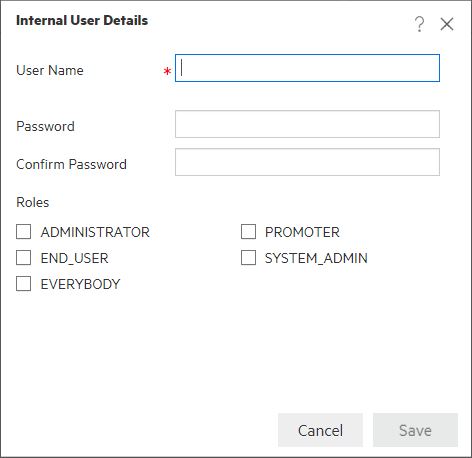 Internal User Details ?
User Name *
Password
Confirm Password
Roles
ADMINISTRATOR PROMOTER
END_USER SYSTEM_ADMIN
EVERYBODY
Cancel Save